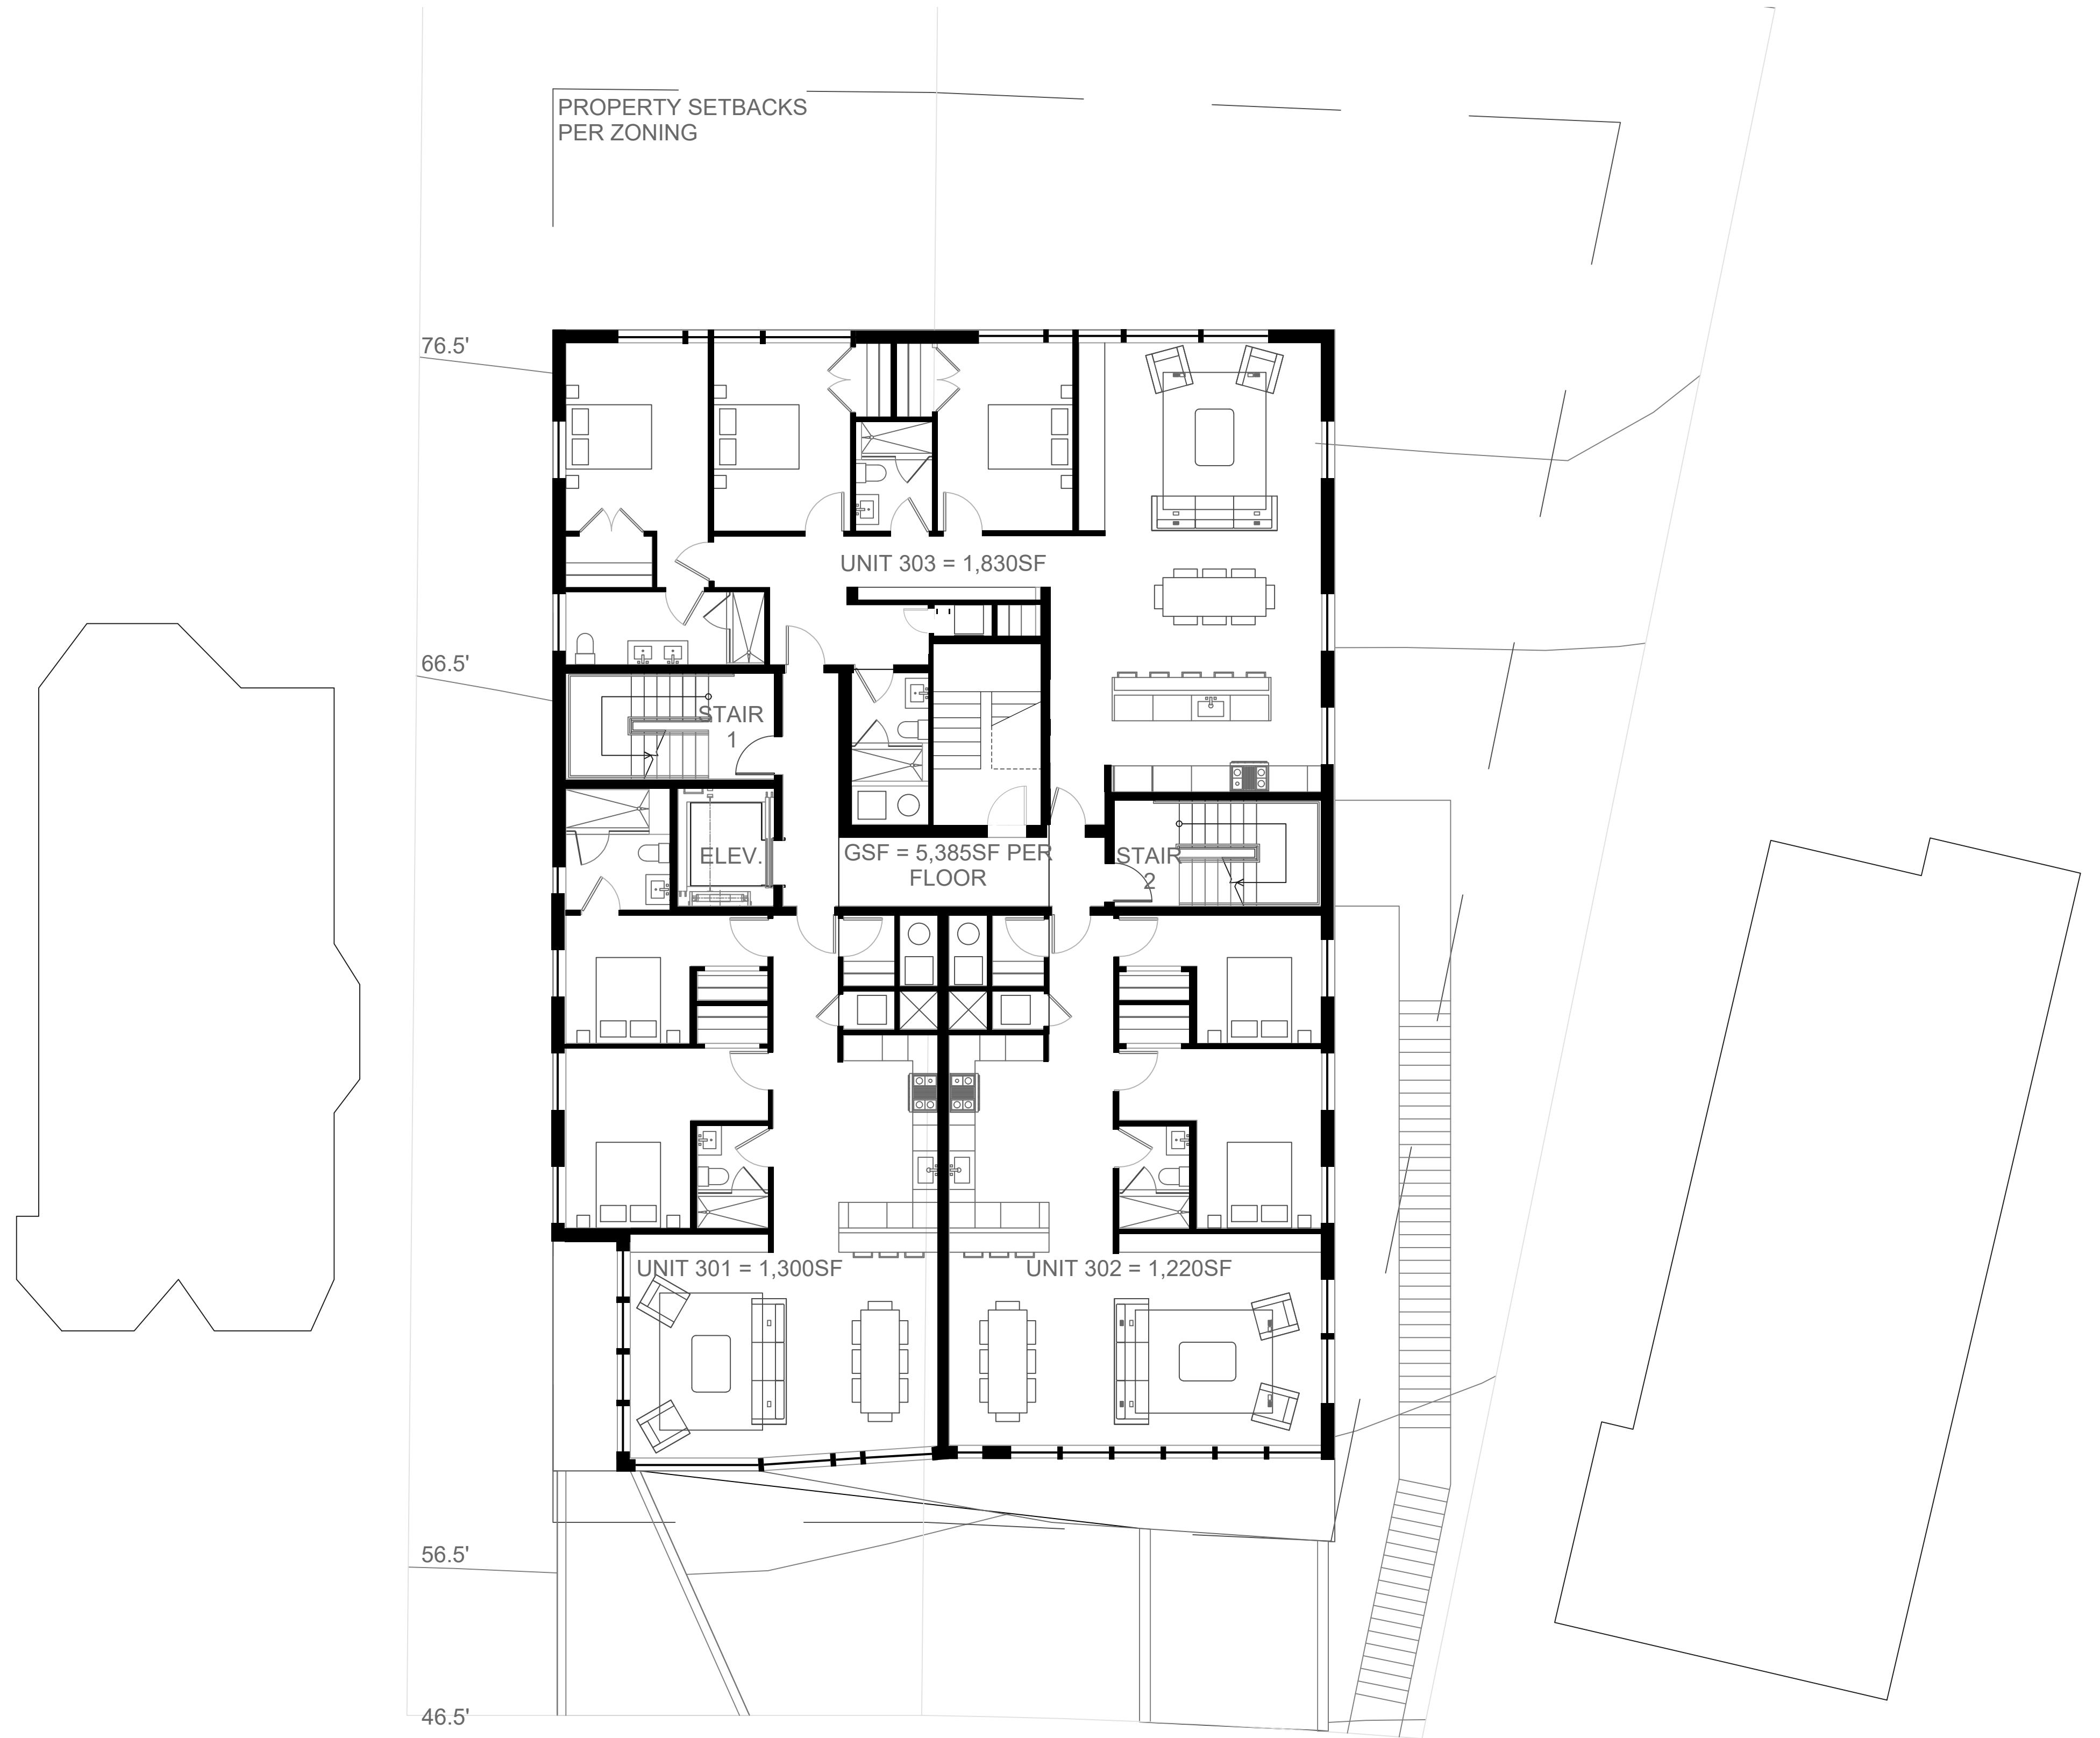 PROPERTY SETBACKS
PER ZONING
76.5'
UNIT 303 = 1,830SF
66.5'
STAIR
1
ELEV.
GSF = 5,385SF PER
FLOOR
STAIR
2
UNIT 301 = 1,300SF
UNIT 302 = 1,220SF
56.5'
46.5'